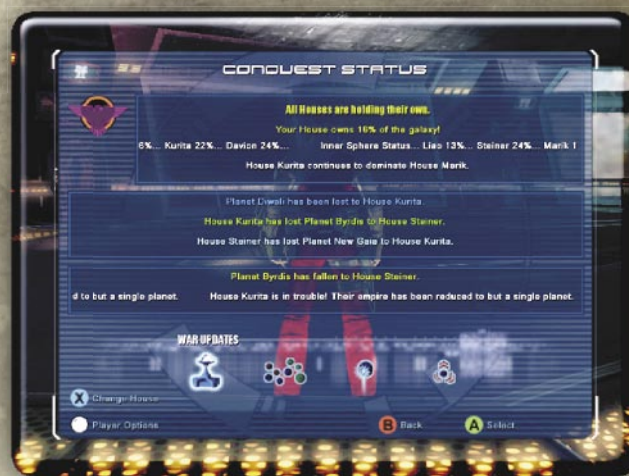 CONQUEST STATUS
All Houses are holding their own.
Your House owns 16% of the galaxy!
6%... Kurita 22%... Davion 24%... Inner Sphere Status... Liao 13%... Steiner 24%... Marik 1
House Kurita continues to dominate House Marik.
Planet Diwali has been lost to House Kurita.
House Kurita has lost Planet Byrdis to House Steiner.
House Steiner has lost Planet New Gaia to House Kurita.
Planet Byrdis has fallen to House Steiner.
d to but a single planet. House Kurita is in trouble! Their empire has been reduced to but a single planet.
WAR UPDATES
X Change House
Player Options
B Back
A Select